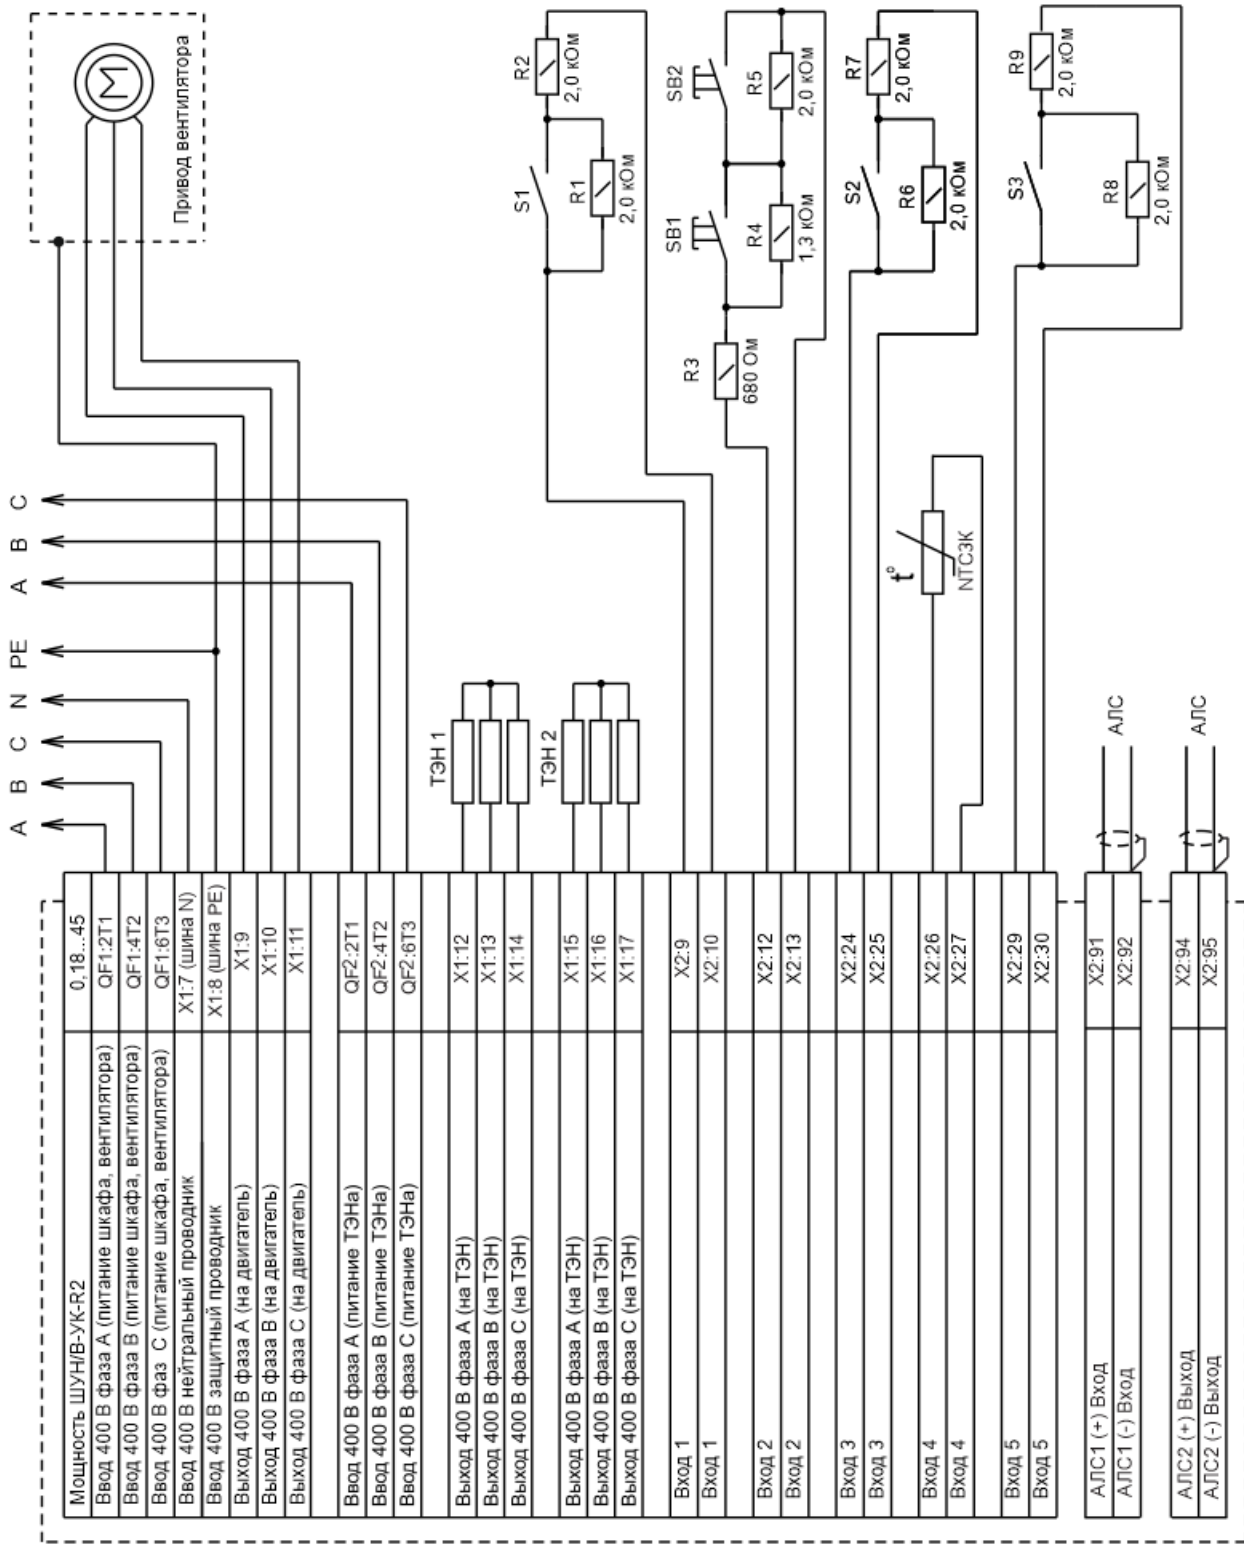 Мощность ШУН/В-УК-R2 0,18...45
Ввод 400 В фаза А (питание шкафа, вентилятора) QF1:2T1
Ввод 400 В фаза В (питание шкафа, вентилятора) QF1:4T2
Ввод 400 В фаз С (питание шкафа, вентилятора) QF1:6T3
Ввод 400 В нейтральный проводник X1:7 (шина N)
Ввод 400 В защитный проводник X1:8 (шина PE)
Выход 400 В фаза А (на двигатель) X1:9
Выход 400 В фаза В (на двигатель) X1:10
Выход 400 В фаза С (на двигатель) X1:11
Ввод 400 В фаза А (питание ТЭНа) QF2:2T1
Ввод 400 В фаза В (питание ТЭНа) QF2:4T2
Ввод 400 В фаза С (питание ТЭНа) QF2:6T3
Выход 400 В фаза А (на ТЭН) X1:12
Выход 400 В фаза В (на ТЭН) X1:13
Выход 400 В фаза С (на ТЭН) X1:14
Выход 400 В фаза А (на ТЭН) X1:15
Выход 400 В фаза В (на ТЭН) X1:16
Выход 400 В фаза С (на ТЭН) X1:17
Вход 1 X2:9
Вход 1 X2:10
Вход 2 X2:12
Вход 2 X2:13
Вход 3 X2:24
Вход 3 X2:25
Вход 4 X2:26
Вход 4 X2:27
Вход 5 X2:29
Вход 5 X2:30
АЛС1 (+) Вход X2:91
АЛС1 (-) Вход X2:92
АЛС2 (+) Выход X2:94
АЛС2 (-) Выход X2:95
A
B
C
N
PE
A
B
C
M
Привод вентилятора
ТЭН 1
ТЭН 2
S1
R2
2,0 кОм
R1
2,0 кОм
R3
680 Ом
SB1
SB2
R4
1,3 кОм
R5
2,0 кОм
S2
R7
2,0 кОм
R6
2,0 кОм
t°
NTC3K
S3
R9
2,0 кОм
R8
2,0 кОм
АЛС
АЛС